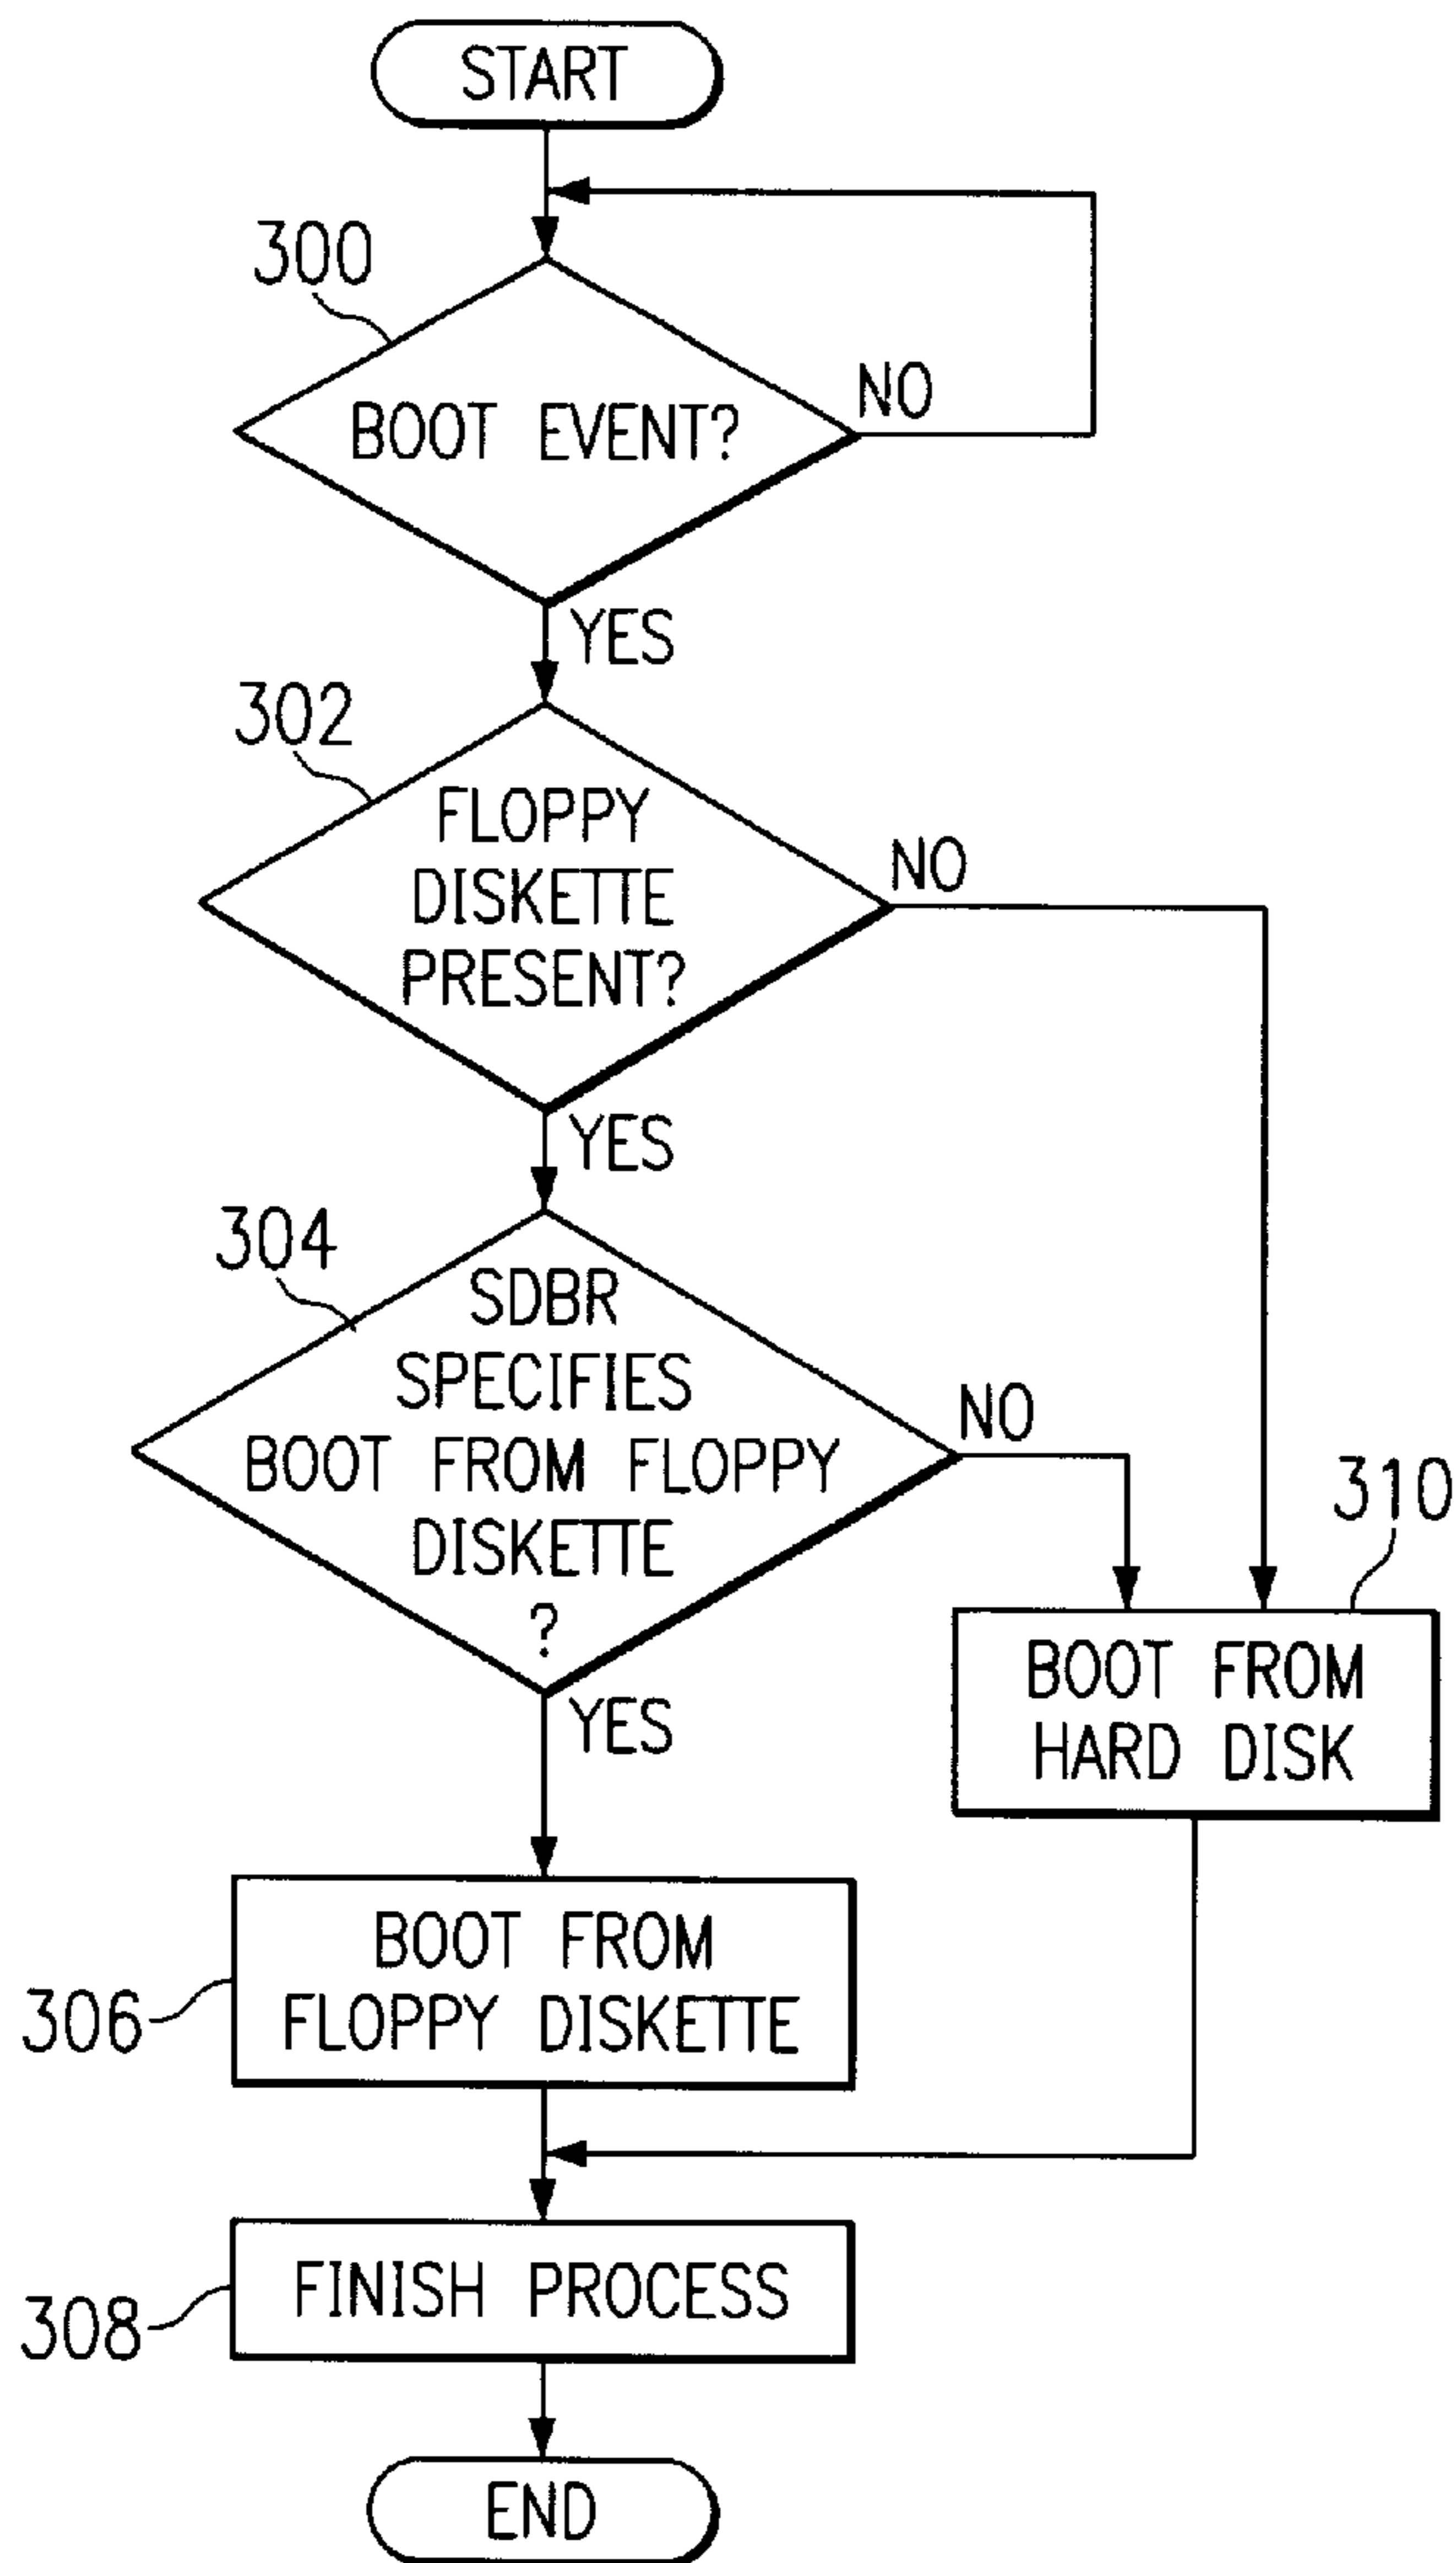 START
300
BOOT EVENT?
NO
YES
302
FLOPPY
DISKETTE
PRESENT?
NO
YES
304
SDBR
SPECIFIES
BOOT FROM FLOPPY
DISKETTE
?
NO
YES
310
BOOT FROM
HARD DISK
306
BOOT FROM
FLOPPY DISKETTE
308
FINISH PROCESS
END